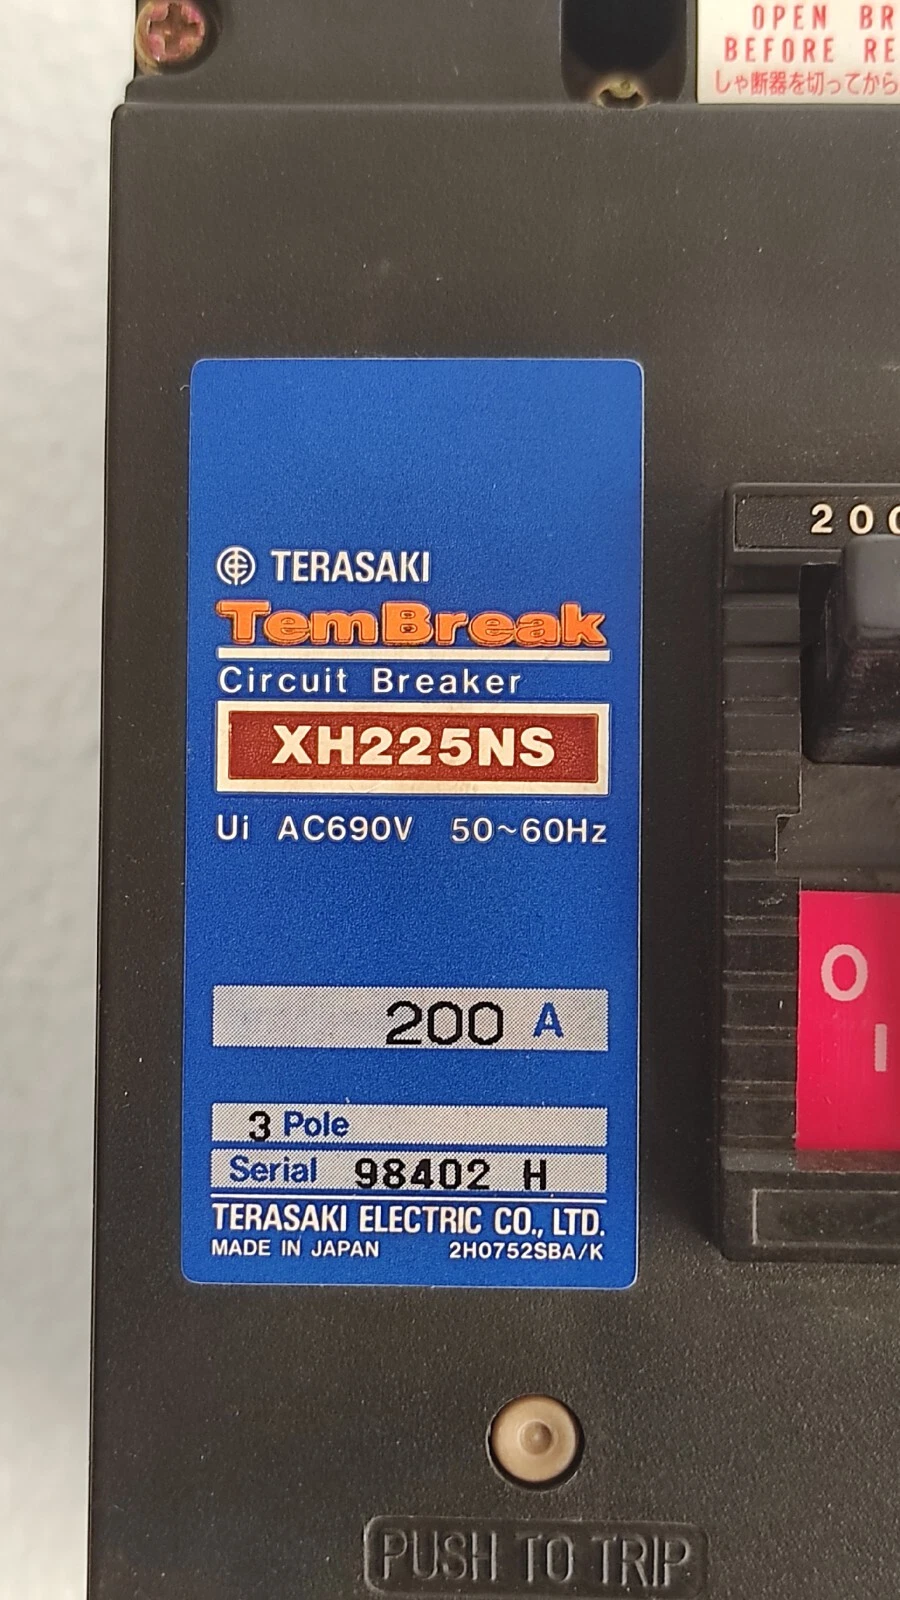 OPEN BR
BEFORE RE
しゃ断器を切ってから
200
TERASAKI
TemBreak
Circuit Breaker
XH225NS
Ui AC690V 50~60Hz
O
I
200 A
3 Pole
Serial 98402 H
TERASAKI ELECTRIC CO., LTD.
MADE IN JAPAN 2H0752SBA/K
PUSH TO TRIP